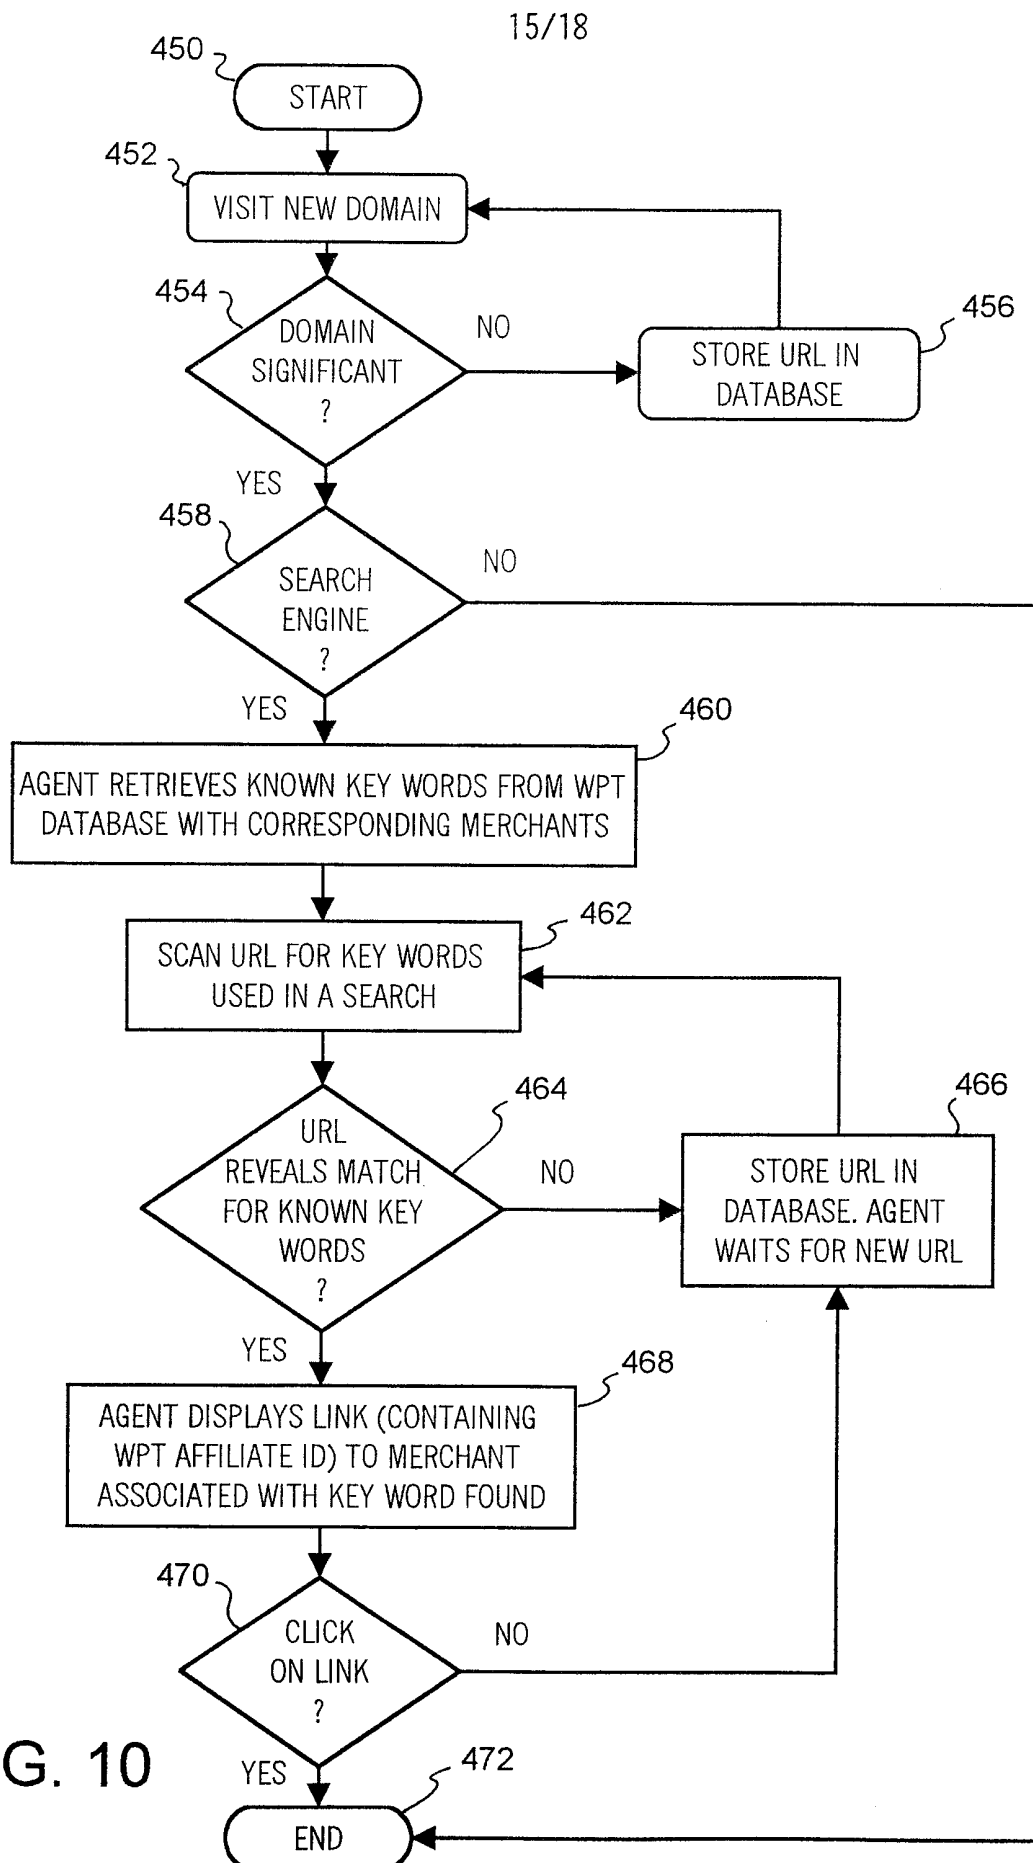 15/18
450
START
452
VISIT NEW DOMAIN
454
DOMAIN
SIGNIFICANT
?
NO
456
STORE URL IN
DATABASE
YES
458
SEARCH
ENGINE
?
NO
YES
460
AGENT RETRIEVES KNOWN KEY WORDS FROM WPT
DATABASE WITH CORRESPONDING MERCHANTS
462
SCAN URL FOR KEY WORDS
USED IN A SEARCH
464
URL
REVEALS MATCH
FOR KNOWN KEY
WORDS
?
NO
466
STORE URL IN
DATABASE. AGENT
WAITS FOR NEW URL
YES
468
AGENT DISPLAYS LINK (CONTAINING
WPT AFFILIATE ID) TO MERCHANT
ASSOCIATED WITH KEY WORD FOUND
470
CLICK
ON LINK
?
NO
G. 10
YES
472
END